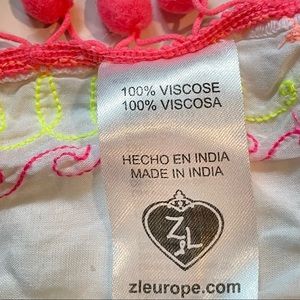 100% VISCOSE
100% VISCOSA
HECHO EN INDIA
MADE IN INDIA
ZL
zleurope.com